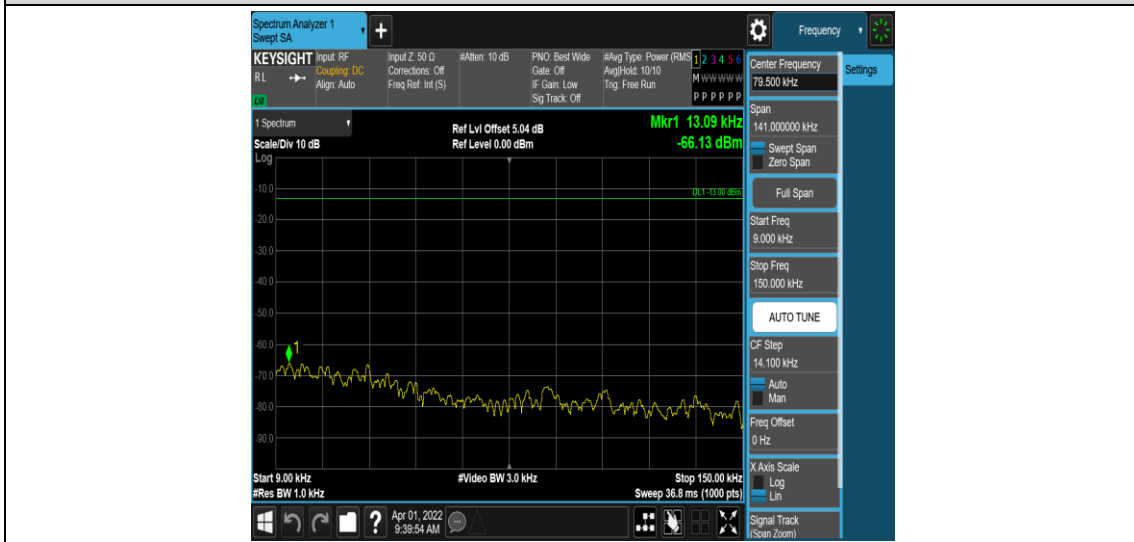 Spectrum Analyzer 1
Swept SA
+
Frequency
KEYSIGHT
RL
LXI
Input: RF
Coupling: DC
Align: Auto
Input Z: 50 Ω
Corrections: Off
Freq Ref: Int (S)
#Atten: 10 dB
PNO: Best Wide
Gate: Off
IF Gain: Low
Sig Track: Off
#Avg Type: Power (RMS
Avg|Hold: 10/10
Trig: Free Run
1 2 3 4 5 6
M W W W W W
P P P P P P
1 Spectrum
Scale/Div 10 dB
Log
Ref Lvl Offset 5.04 dB
Ref Level 0.00 dBm
Mkr1 13.09 kHz
-66.13 dBm
DL1 -13.00 dBm
-10.0
-20.0
-30.0
-40.0
-50.0
-60.0
-70.0
-80.0
-90.0
1
Start 9.00 kHz
#Res BW 1.0 kHz
#Video BW 3.0 kHz
Stop 150.00 kHz
Sweep 36.8 ms (1000 pts)
?
Apr 01, 2022
9:39:54 AM
Center Frequency
79.500 kHz
Settings
Span
141.000000 kHz
Swept Span
Zero Span
Full Span
Start Freq
9.000 kHz
Stop Freq
150.000 kHz
AUTO TUNE
CF Step
14.100 kHz
Auto
Man
Freq Offset
0 Hz
X Axis Scale
Log
Lin
Signal Track
(Span Zoom)